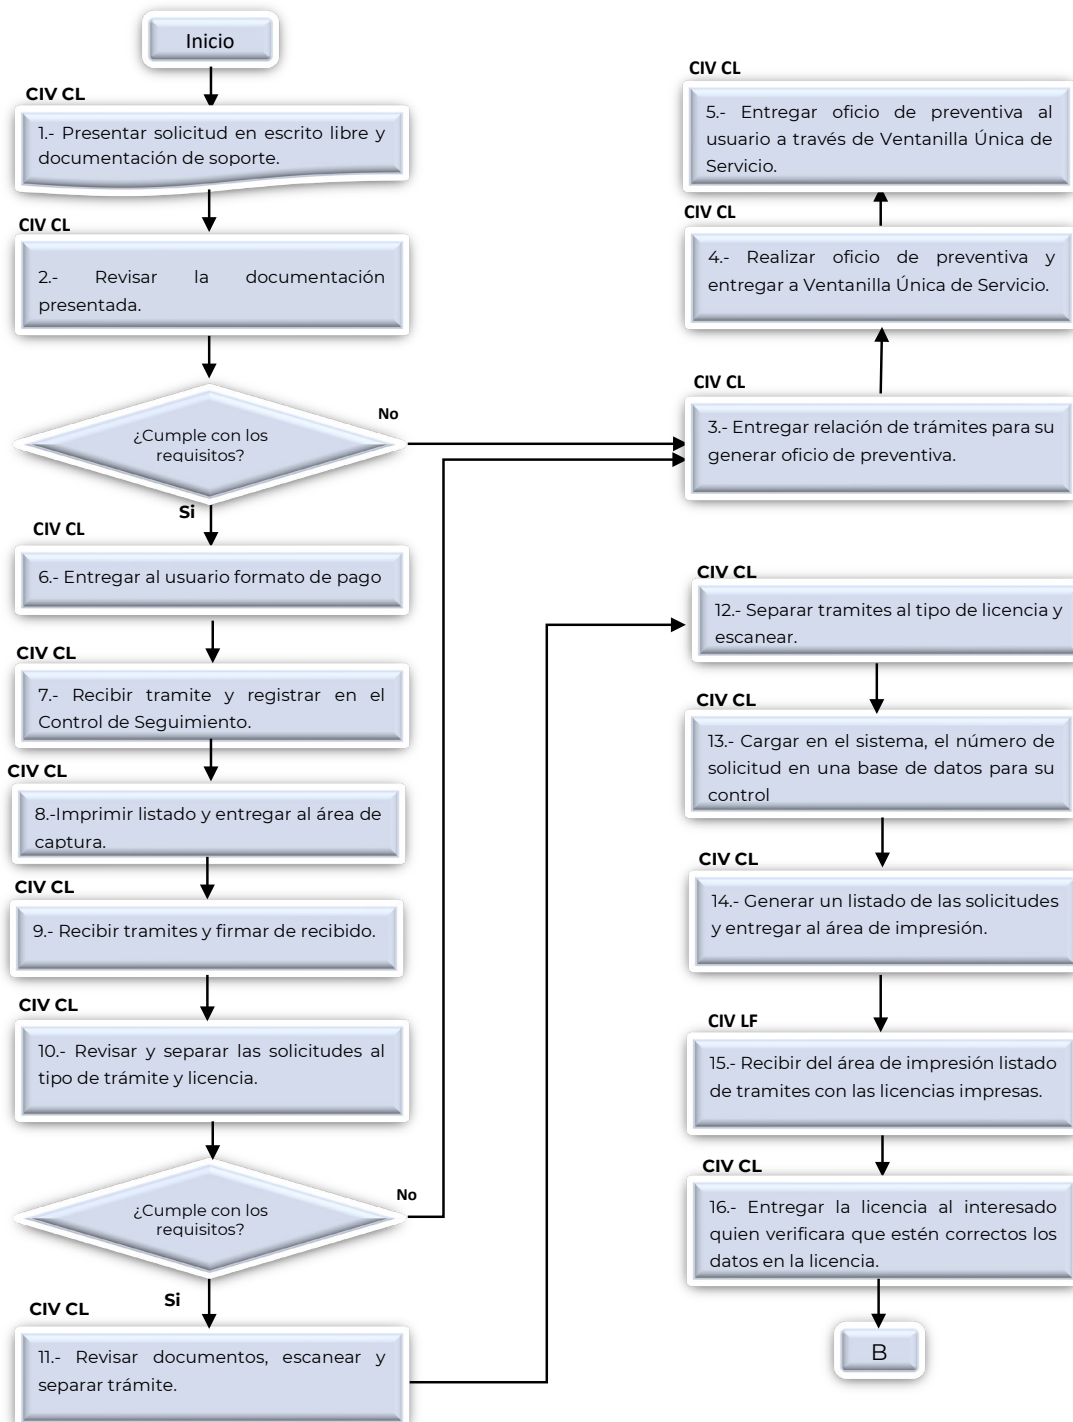 Inicio
CIV CL
1.- Presentar solicitud en escrito libre y
documentación de soporte.
CIV CL
2.- Revisar la documentación
presentada.
¿Cumple con los
requisitos?
No
Si
CIV CL
6.- Entregar al usuario formato de pago
CIV CL
7.- Recibir tramite y registrar en el
Control de Seguimiento.
CIV CL
8.-Imprimir listado y entregar al área de
captura.
CIV CL
9.- Recibir tramites y firmar de recibido.
CIV CL
10.- Revisar y separar las solicitudes al
tipo de trámite y licencia.
¿Cumple con los
requisitos?
No
Si
CIV CL
11.- Revisar documentos, escanear y
separar trámite.
CIV CL
5.- Entregar oficio de preventiva al
usuario a través de Ventanilla Única de
Servicio.
CIV CL
4.- Realizar oficio de preventiva y
entregar a Ventanilla Única de Servicio.
CIV CL
3.- Entregar relación de trámites para su
generar oficio de preventiva.
CIV CL
12.- Separar tramites al tipo de licencia y
escanear.
CIV CL
13.- Cargar en el sistema, el número de
solicitud en una base de datos para su
control
CIV CL
14.- Generar un listado de las solicitudes
y entregar al área de impresión.
CIV LF
15.- Recibir del área de impresión listado
de tramites con las licencias impresas.
CIV CL
16.- Entregar la licencia al interesado
quien verificara que estén correctos los
datos en la licencia.
B